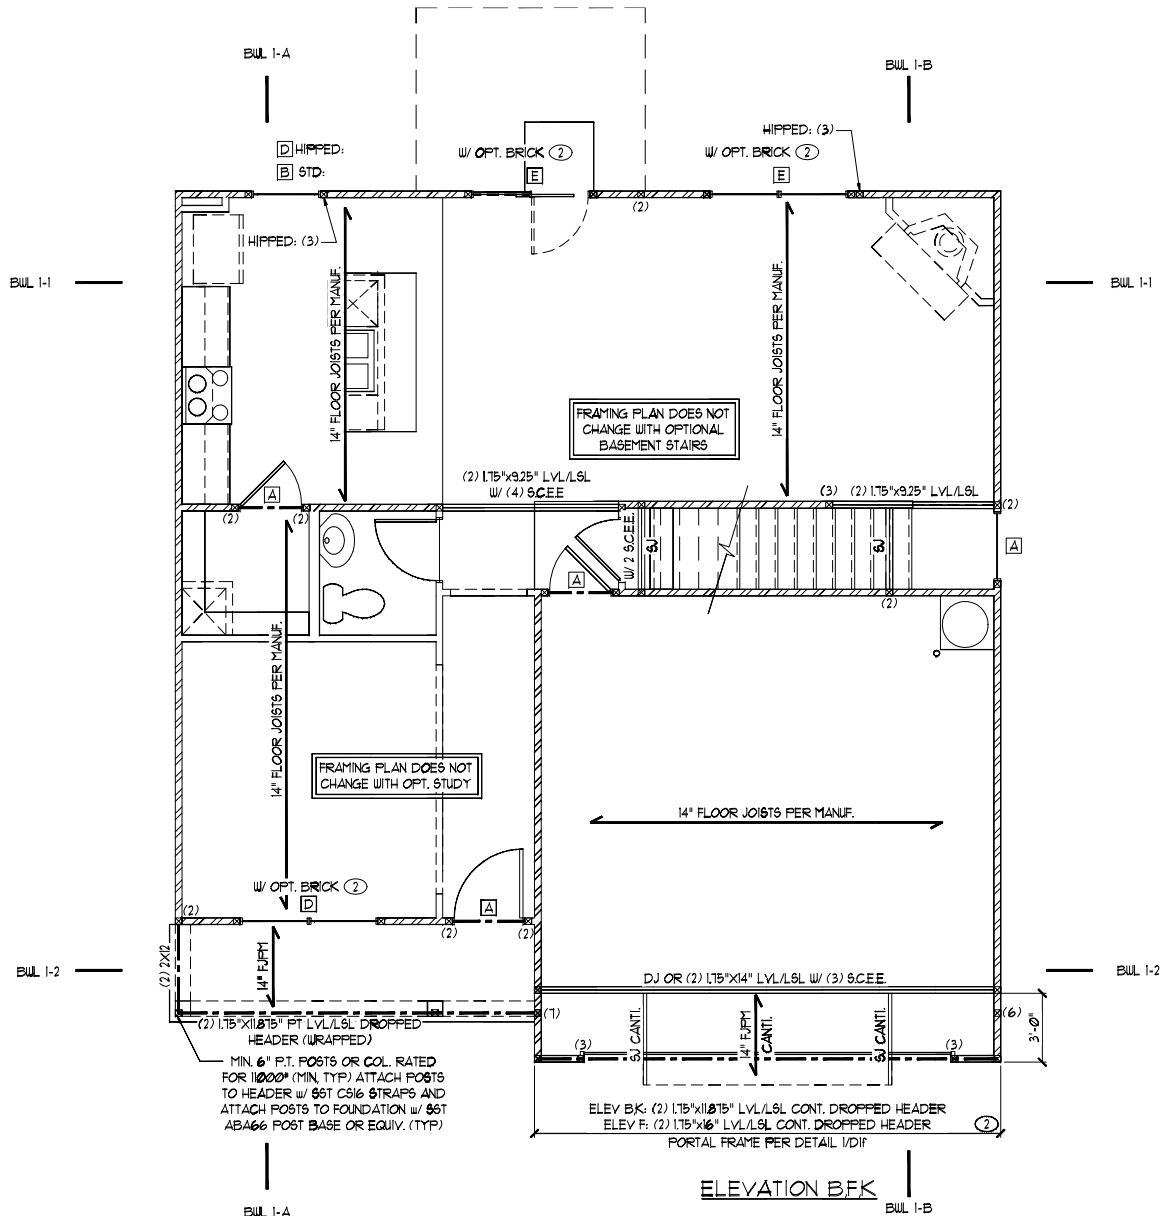 BWL 1-A
BWL 1-B
HIPPED: (3)
D HIPPED:
B STD:
W/ OPT. BRICK 2
W/ OPT. BRICK 2
E
E
(2)
HIPPED: (3)
BWL 1-1
BWL 1-1
14" FLOOR JOISTS PER MANUF.
14" FLOOR JOISTS PER MANUF.
FRAMING PLAN DOES NOT
CHANGE WITH OPTIONAL
BASEMENT STAIRS
(2) 1.75"x9.25" LVL/LSL
W/ (4) S.C.E.E
(3) (2) 1.75"x9.25" LVL/SL
A
(2)
(2)
(2)
W/ 2 S.C.E.E.
SJ
SJ
A
A
(2)
14" FLOOR JOISTS PER MANUF.
FRAMING PLAN DOES NOT
CHANGE WITH OPT. STUDY
14" FLOOR JOISTS PER MANUF.
W/ OPT. BRICK 2
D
A
(2)
(2)
(2)
(2) 2X12
14" FJPM
BWL 1-2
BWL 1-2
DJ OR (2) 1.75"X14" LVL/LSL W/ (3) S.C.E.E.
(7)
(6)
3'-0"
SJ CANTI.
14" FJPM
CANTI.
SJ CANTI.
(3)
(3)
(2) 1.75"X11.875" PT LVL/LSL DROPPED
HEADER (WRAPPED)
MIN. 6" P.T. POSTS OR COL. RATED
FOR 11000# (MIN, TYP) ATTACH POSTS
TO HEADER w/ SST CS16 STRAPS AND
ATTACH POSTS TO FOUNDATION w/ SST
ABA66 POST BASE OR EQUIV. (TYP)
ELEV B,K: (2) 1.75"x11.875" LVL/LSL CONT. DROPPED HEADER
ELEV F: (2) 1.75"x16" LVL/LSL CONT. DROPPED HEADER
2
PORTAL FRAME PER DETAIL 1/D1f
ELEVATION B,F,K
BWL 1-A
BWL 1-B